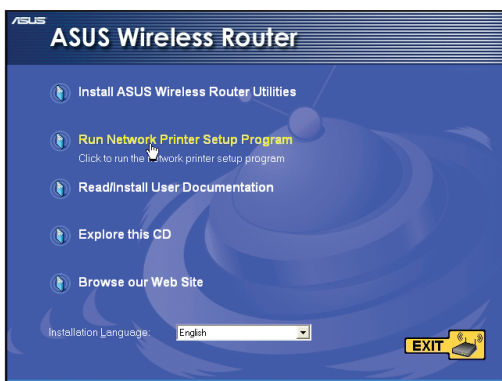 ASUS
ASUS Wireless Router
Install ASUS Wireless Router Utilities
Run Network Printer Setup Program
Click to run the network printer setup program
Read/Install User Documentation
Explore this CD
Browse our Web Site
Installation Language: English
EXIT